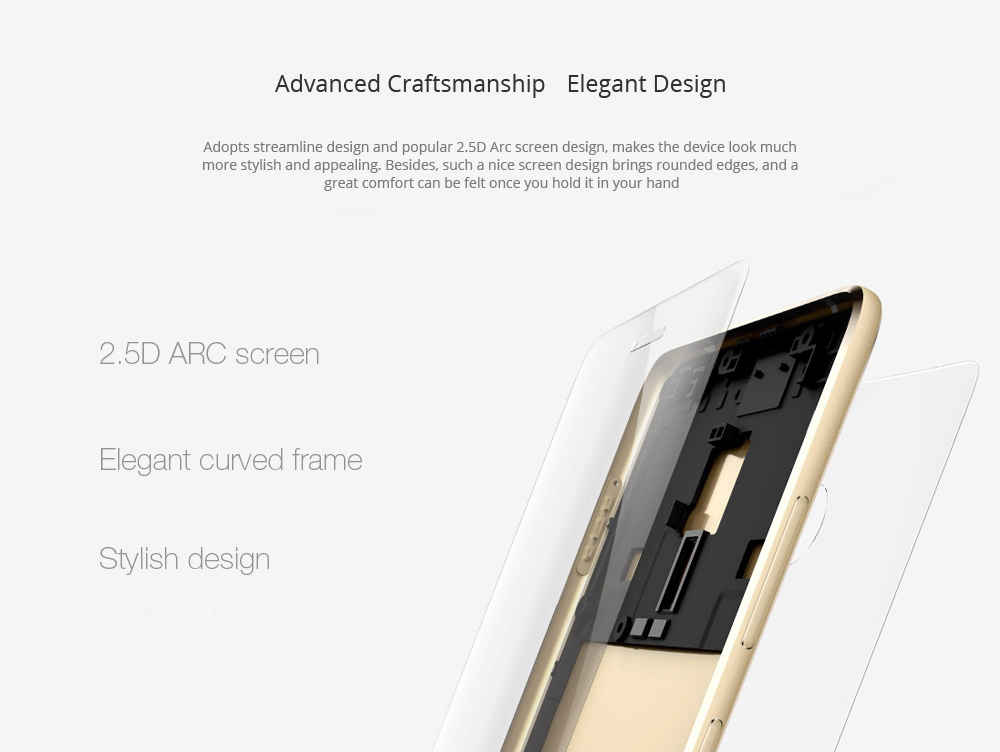 Advanced Craftsmanship Elegant Design
Adopts streamline design and popular 2.5D Arc screen design, makes the device look much
more stylish and appealing. Besides, such a nice screen design brings rounded edges, and a
great comfort can be felt once you hold it in your hand
2.5D ARC screen
Elegant curved frame
Stylish design